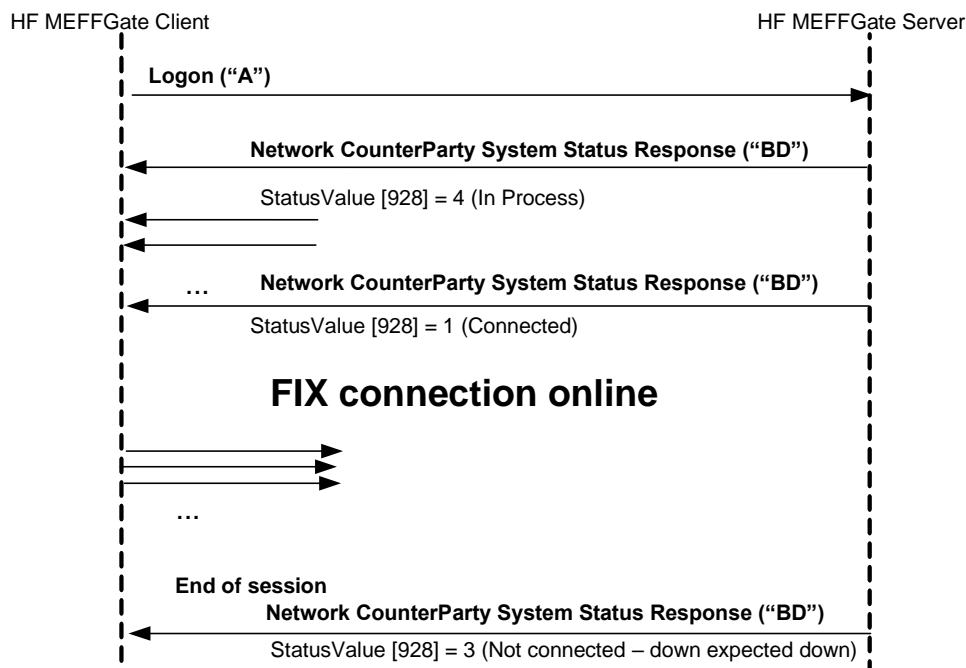 HF MEFFGate Client
HF MEFFGate Server
Logon (“A”)
Network CounterParty System Status Response (“BD”)
StatusValue [928] = 4 (In Process)
...
Network CounterParty System Status Response (“BD”)
StatusValue [928] = 1 (Connected)
FIX connection online
...
End of session
Network CounterParty System Status Response (“BD”)
StatusValue [928] = 3 (Not connected – down expected down)